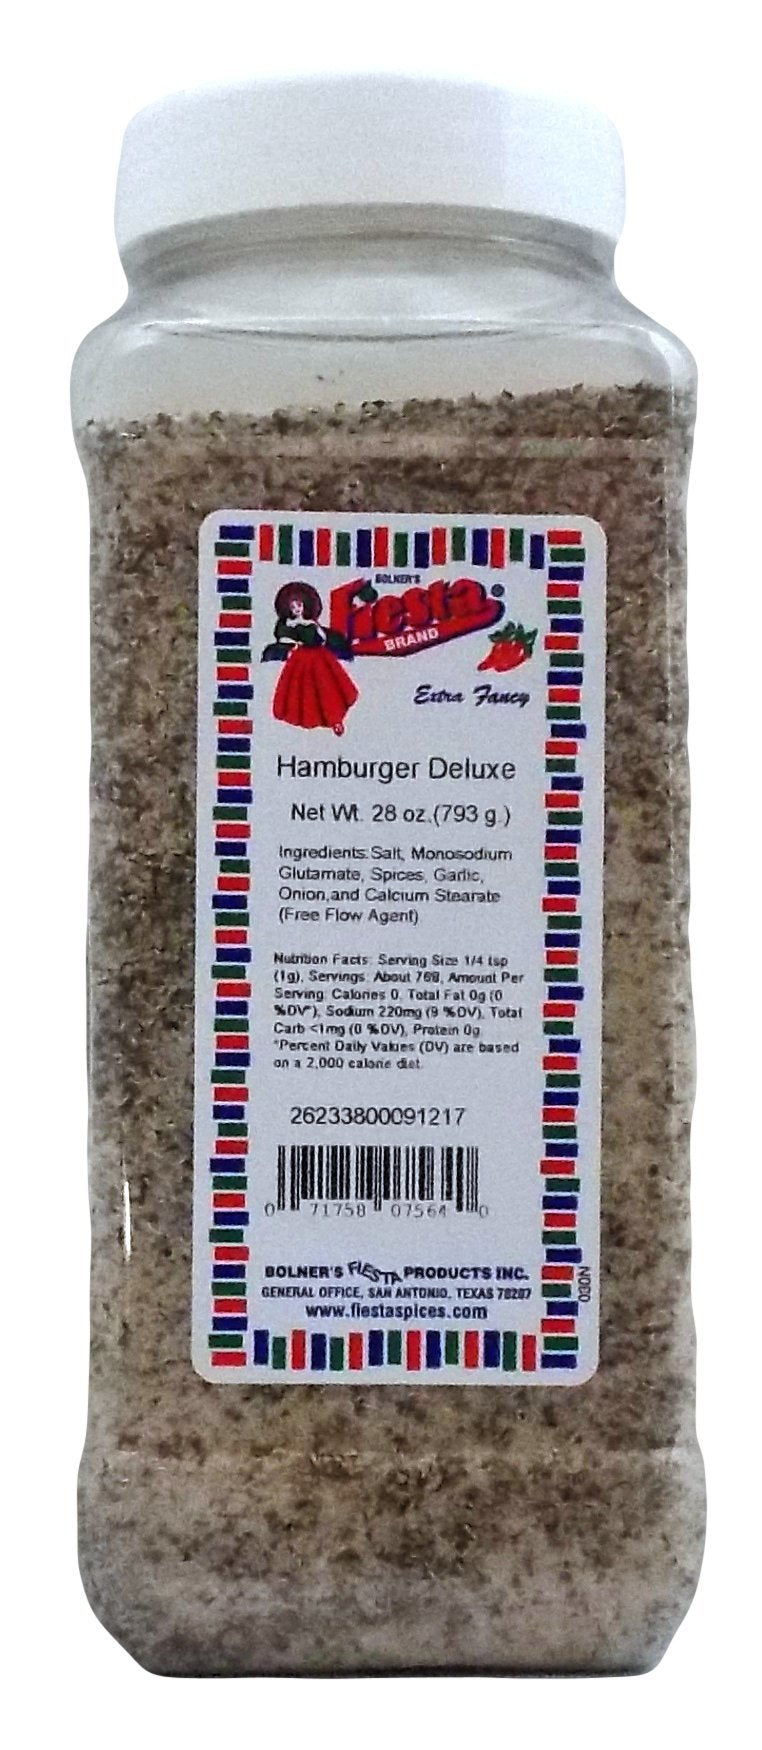 BOLNER'S
Fiesta®
BRAND
Extra Fancy
Hamburger Deluxe
Net Wt. 28 oz.(793 g.)
Ingredients: Salt, Monosodium
Glutamate, Spices, Garlic,
Onion,and Calcium Stearate
(Free Flow Agent)
Nutrition Facts: Serving Size 1/4 tsp
(1g), Servings: About 768, Amount Per
Serving: Calories 0, Total Fat 0g (0
%DV*), Sodium 220mg (9 %DV), Total
Carb <1mg (0 %DV), Protein 0g
*Percent Daily Values (DV) are based
on a 2,000 calorie diet.
26233800091217
0 71758 07564 0
BOLNER'S FIESTA PRODUCTS INC.
GENERAL OFFICE, SAN ANTONIO, TEXAS 78207
www.fiestaspices.com